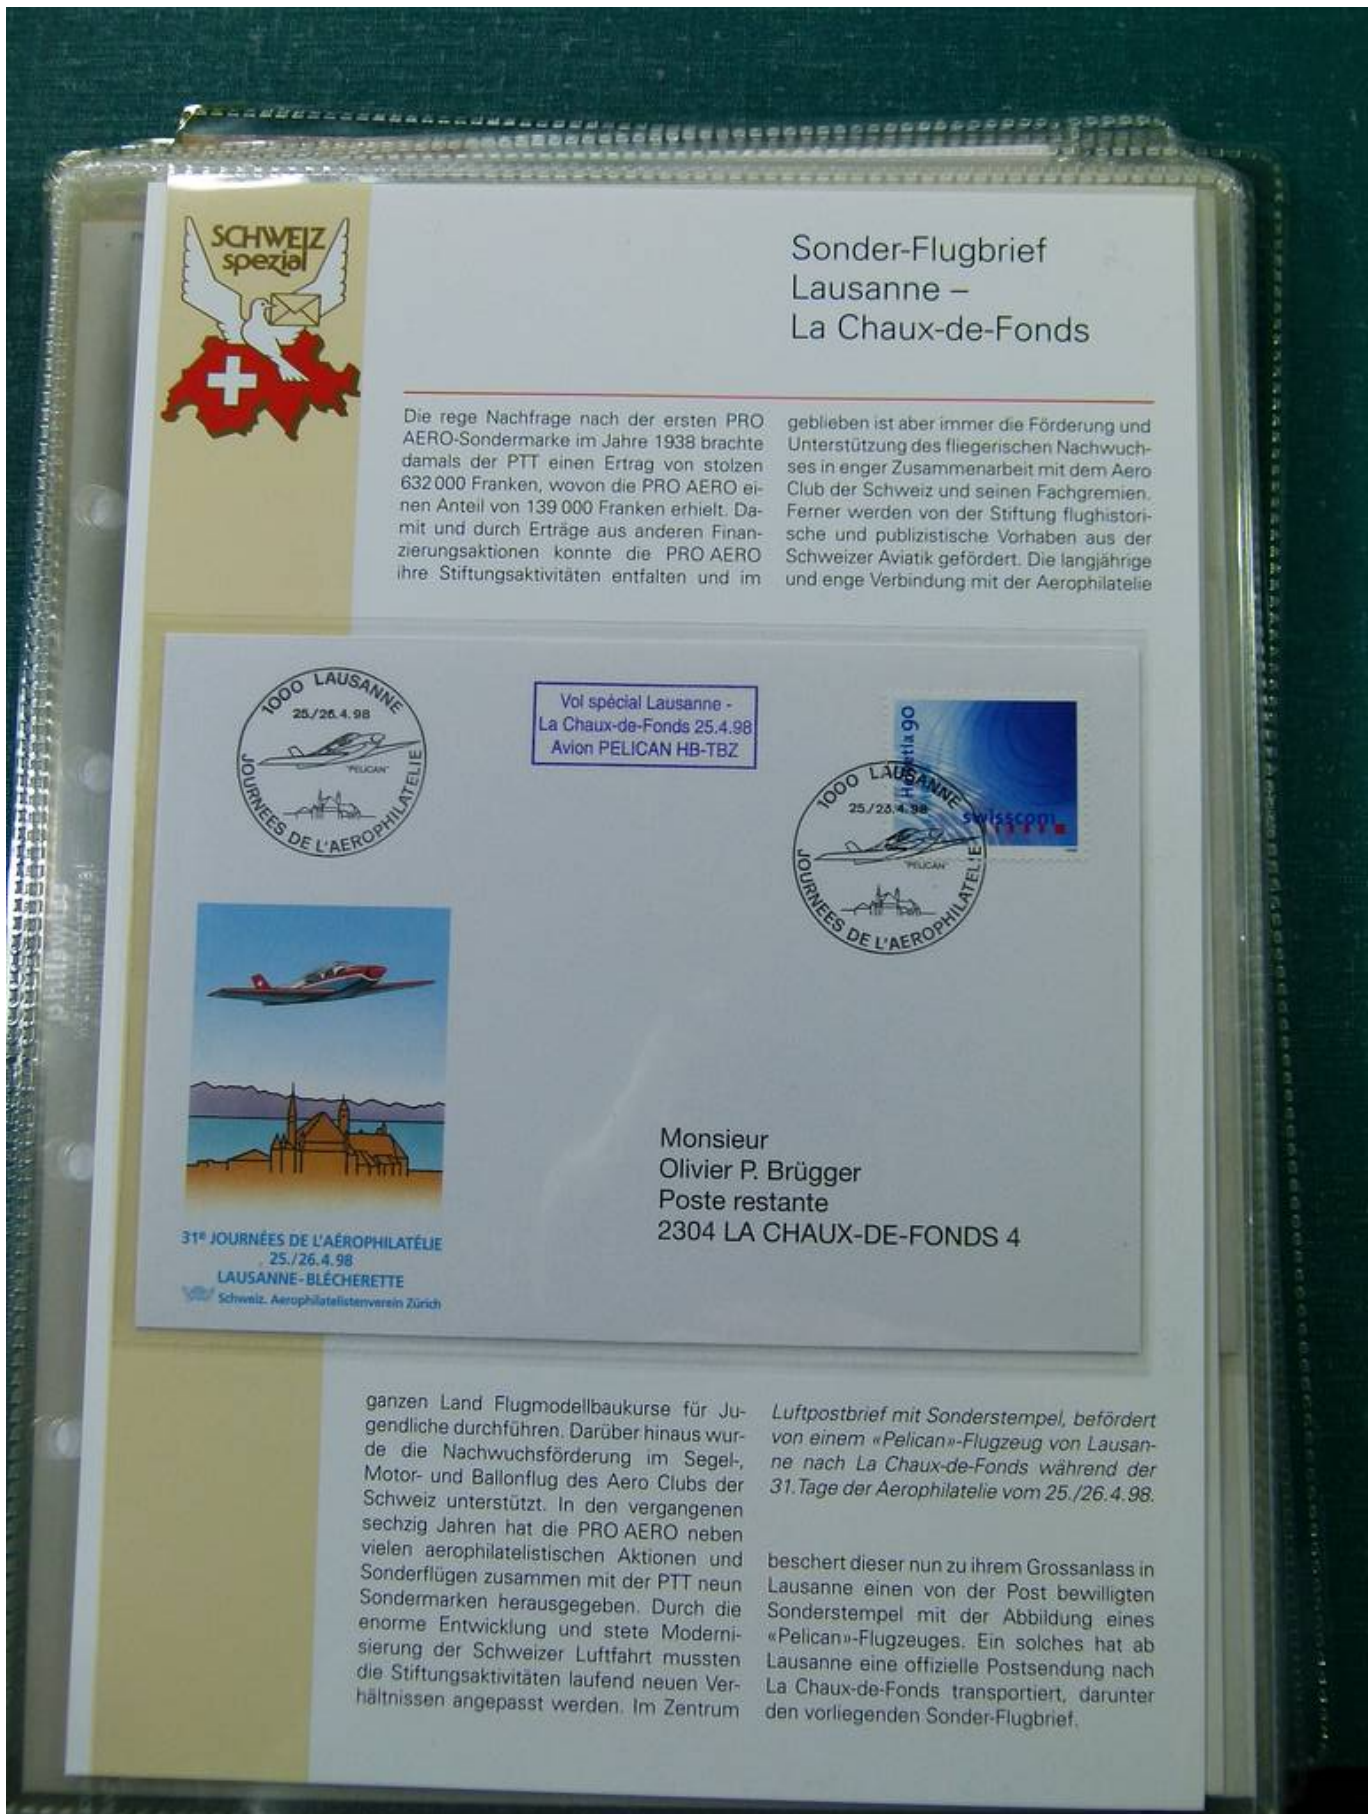 SCHWEIZ
spezial
Sonder-Flugbrief
Lausanne –
La Chaux-de-Fonds
Die rege Nachfrage nach der ersten PRO
AERO-Sondermarke im Jahre 1938 brachte
damals der PTT einen Ertrag von stolzen
632 000 Franken, wovon die PRO AERO ei-
nen Anteil von 139 000 Franken erhielt. Da-
mit und durch Erträge aus anderen Finan-
zierungsaktionen konnte die PRO AERO
ihre Stiftungsaktivitäten entfalten und im
geblieben ist aber immer die Förderung und
Unterstützung des fliegerischen Nachwuch-
ses in enger Zusammenarbeit mit dem Aero
Club der Schweiz und seinen Fachgremien.
Ferner werden von der Stiftung flughistori-
sche und publizistische Vorhaben aus der
Schweizer Aviatik gefördert. Die langjährige
und enge Verbindung mit der Aerophilatelie
1000 LAUSANNE
25./26.4.98
"PELICAN"
JOURNEES DE L'AEROPHILATELIE
Vol spécial Lausanne -
La Chaux-de-Fonds 25.4.98
Avion PELICAN HB-TBZ
Helvetia 90
swisscom
1000 LAUSANNE
25./26.4.98
"PELICAN"
JOURNEES DE L'AEROPHILATELIE
Monsieur
Olivier P. Brügger
Poste restante
2304 LA CHAUX-DE-FONDS 4
31e JOURNÉES DE L'AÉROPHILATÉLIE
25./26.4.98
LAUSANNE-BLÉCHERETTE
Schweiz. Aerophilatelistenverein Zürich
ganzen Land Flugmodellbaukurse für Ju-
gendliche durchführen. Darüber hinaus wur-
de die Nachwuchsförderung im Segel-,
Motor- und Ballonflug des Aero Clubs der
Schweiz unterstützt. In den vergangenen
sechzig Jahren hat die PRO AERO neben
vielen aerophilatelistischen Aktionen und
Sonderflügen zusammen mit der PTT neun
Sondermarken herausgegeben. Durch die
enorme Entwicklung und stete Moderni-
sierung der Schweizer Luftfahrt mussten
die Stiftungsaktivitäten laufend neuen Ver-
hältnissen angepasst werden. Im Zentrum
Luftpostbrief mit Sonderstempel, befördert
von einem «Pelican»-Flugzeug von Lausan-
ne nach La Chaux-de-Fonds während der
31. Tage der Aerophilatelie vom 25./26.4.98.
beschert dieser nun zu ihrem Grossanlass in
Lausanne einen von der Post bewilligten
Sonderstempel mit der Abbildung eines
«Pelican»-Flugzeuges. Ein solches hat ab
Lausanne eine offizielle Postsendung nach
La Chaux-de-Fonds transportiert, darunter
den vorliegenden Sonder-Flugbrief.